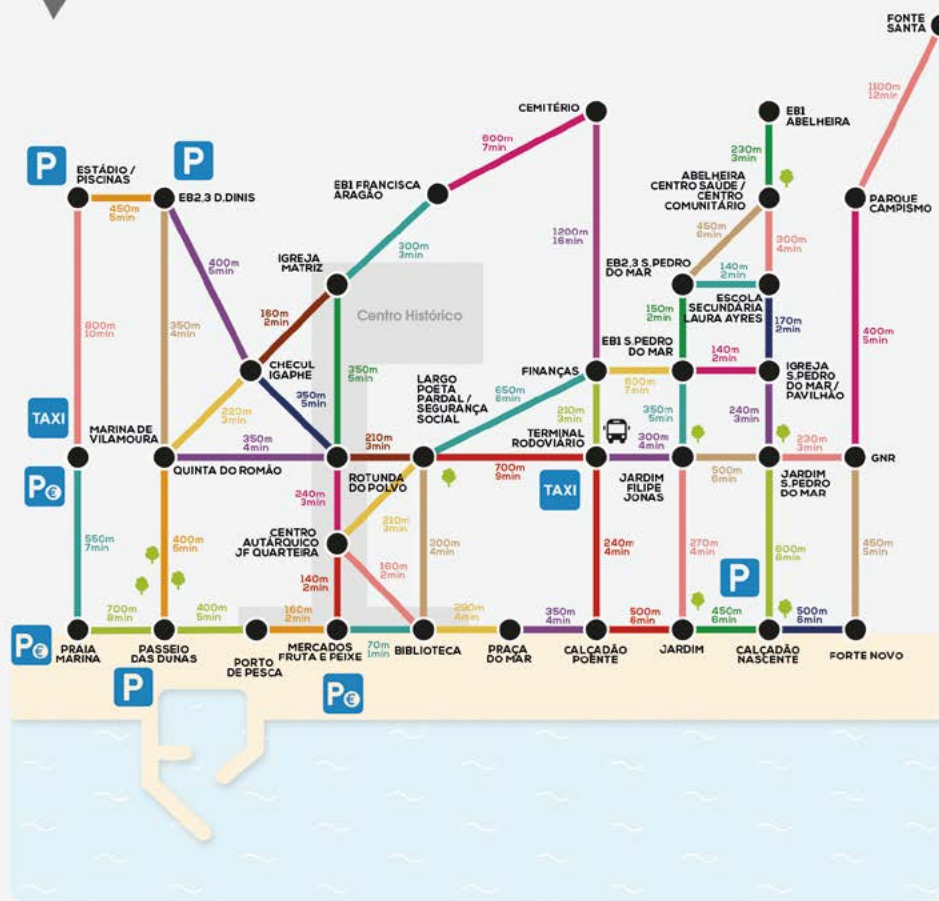 FONTE
SANTA
1100m
12min
CEMITÉRIO
EB1
ABELHEIRA
600m
7min
230m
3min
P
P
ESTÁDIO /
PISCINAS
EB2,3 D.DINIS
450m
5min
EB1 FRANCISCA
ARAGÃO
ABELHEIRA
CENTRO SAÚDE /
CENTRO
COMUNITÁRIO
PARQUE
CAMPISMO
400m
5min
300m
3min
1200m
16min
450m
6min
300m
4min
IGREJA
MATRIZ
EB2,3 S.PEDRO
DO MAR
140m
2min
Centro Histórico
800m
10min
350m
4min
160m
2min
150m
2min
ESCOLA
SECUNDÁRIA
LAURA AYRES
170m
2min
400m
5min
EB1 S.PEDRO
DO MAR
140m
2min
CHECUL
IGAPHE
350m
5min
LARGO
POETA
PARDAL /
SEGURANÇA
SOCIAL
FINANÇAS
600m
7min
IGREJA
S.PEDRO
DO MAR /
PAVILHÃO
TAXI
220m
3min
350m
5min
650m
8min
210m
3min
350m
5min
240m
3min
MARINA DE
VILAMOURA
350m
4min
210m
3min
TERMINAL
RODOVIÁRIO
300m
4min
230m
3min
P€
QUINTA DO ROMÃO
ROTUNDA
DO POLVO
700m
9min
TAXI
JARDIM
FILIPE
JONAS
500m
6min
JARDIM
S.PEDRO
DO MAR
GNR
240m
3min
210m
3min
550m
7min
400m
5min
CENTRO
AUTÁRQUICO
JF QUARTEIRA
300m
4min
240m
4min
270m
4min
600m
8min
450m
5min
140m
2min
160m
2min
P
P€
700m
8min
400m
5min
160m
2min
70m
1min
290m
4min
350m
4min
500m
6min
450m
6min
500m
6min
PRAIA
MARINA
PASSEIO
DAS DUNAS
PORTO
DE PESCA
MERCADOS
FRUTA E PEIXE
BIBLIOTECA
PRAÇA
DO MAR
CALÇADÃO
POENTE
JARDIM
CALÇADÃO
NASCENTE
FORTE NOVO
P
P€